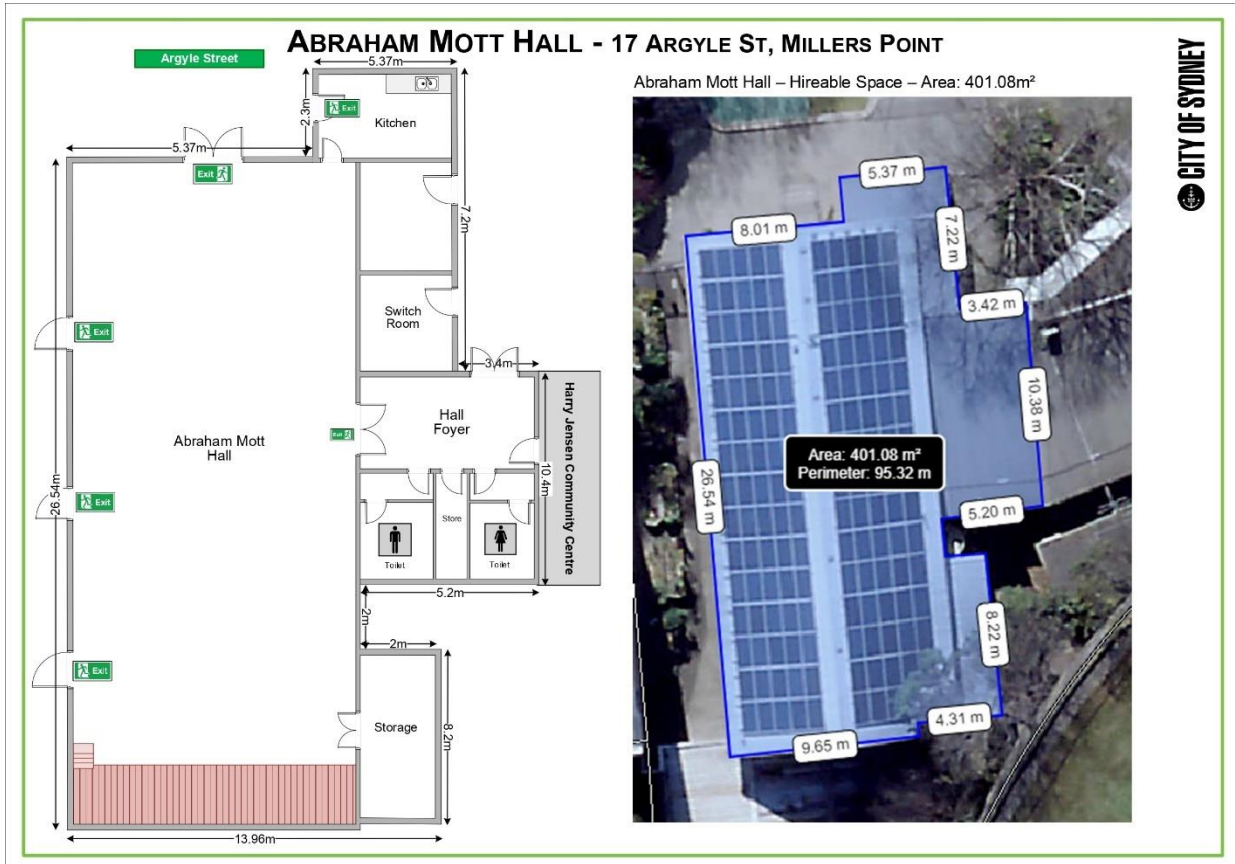 ABRAHAM MOTT HALL - 17 ARGYLE ST, MILLERS POINT
Argyle Street
CITY OF SYDNEY
Abraham Mott Hall – Hireable Space – Area: 401.08m²
5.37m
2.3m
Exit
Kitchen
5.37m
Exit
7.2m
Switch
Room
Exit
3.4m
Hall
Foyer
Exit
Abraham Mott
Hall
Harry Jensen Community Centre
10.4m
26.54m
Exit
Store
Toilet
Toilet
5.2m
2m
2m
Exit
Storage
8.2m
13.96m
5.37 m
8.01 m
7.22 m
3.42 m
10.38 m
Area: 401.08 m²
Perimeter: 95.32 m
26.54 m
5.20 m
8.22 m
4.31 m
9.65 m